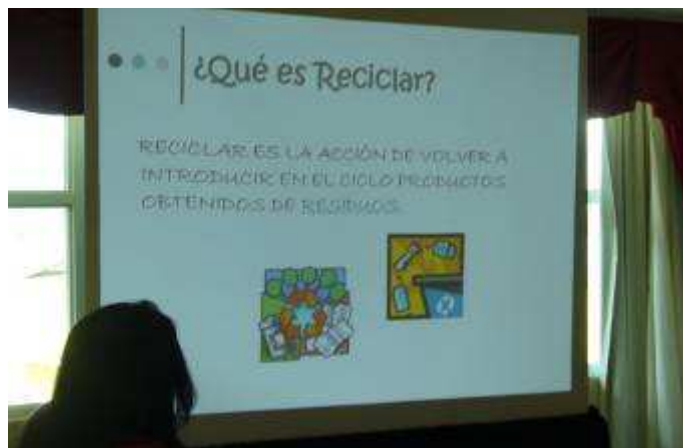 ¿Qué es Reciclar?
RECICLAR ES LA ACCIÓN DE VOLVER A
INTRODUCIR EN EL CICLO PRODUCTOS
OBTENIDOS DE RESIDUOS.